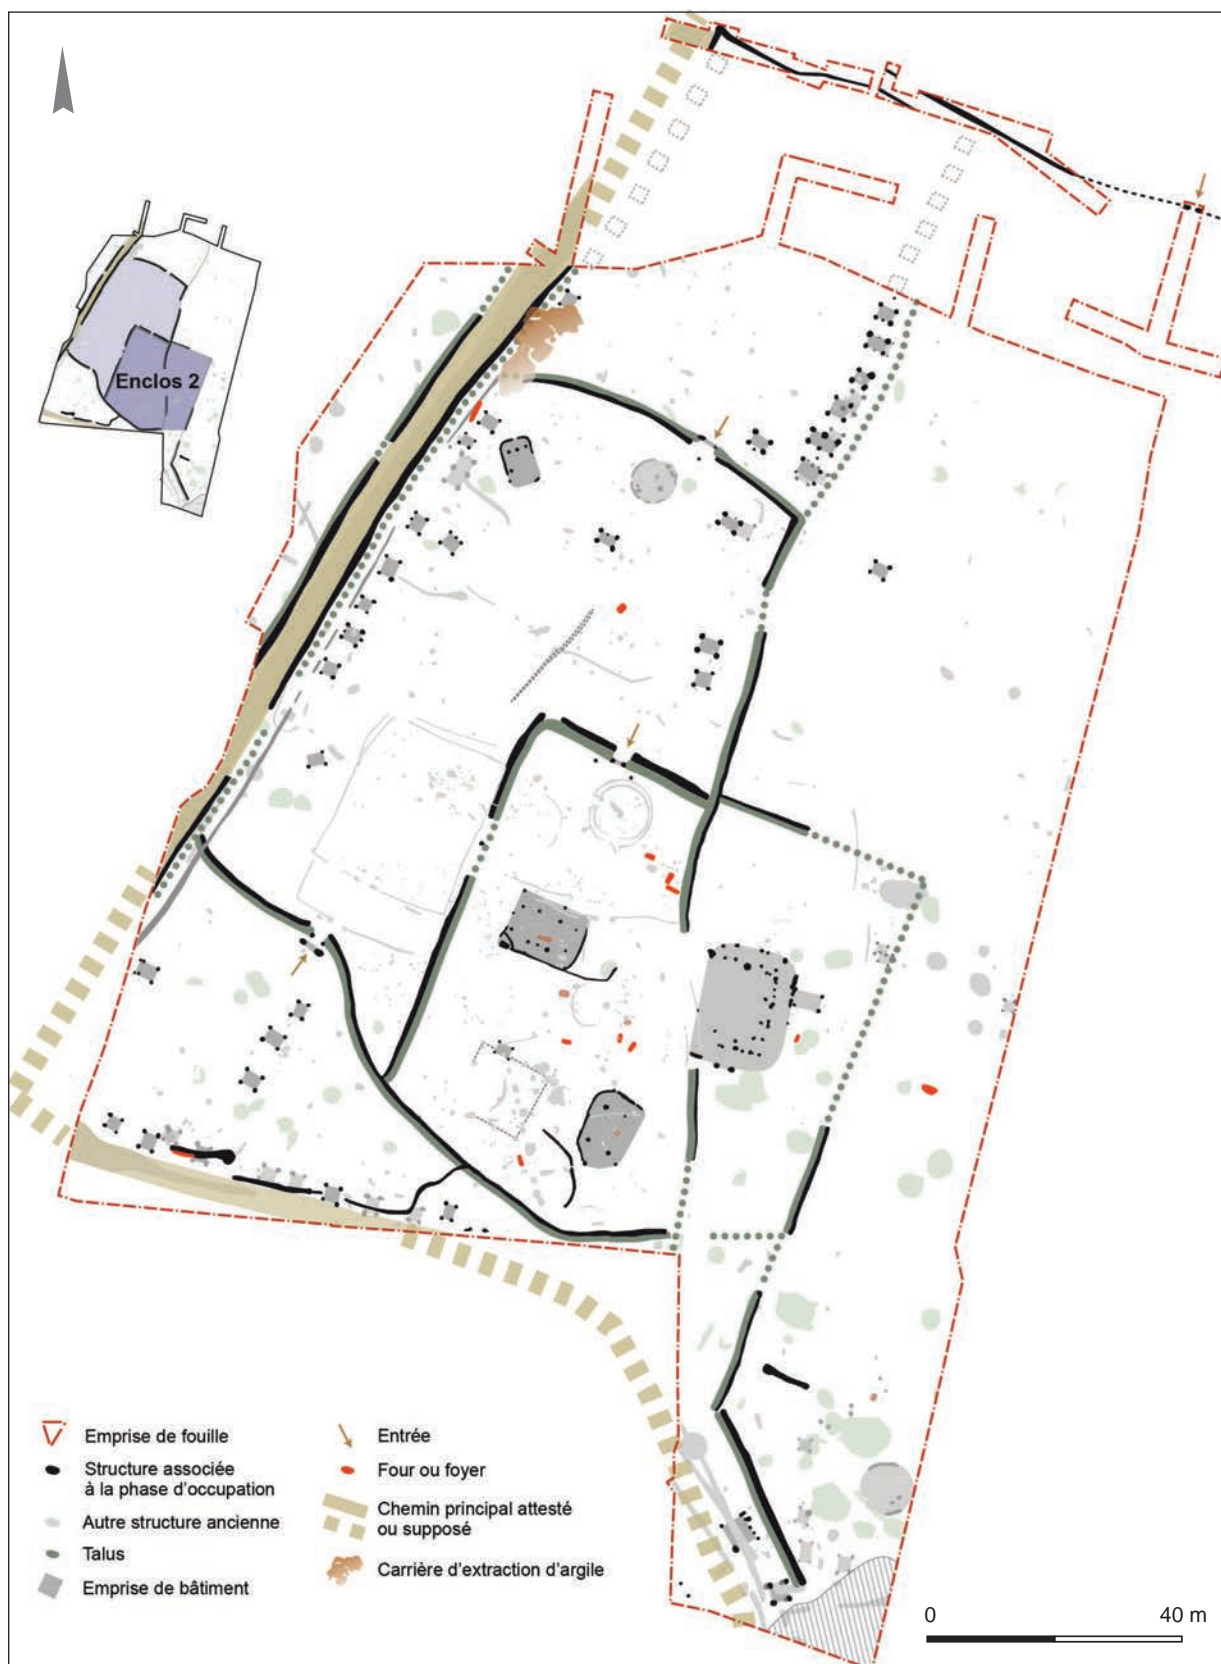 Enclos 2
Emprise de fouille
Structure associée
à la phase d'occupation
Autre structure ancienne
Talus
Emprise de bâtiment
Entrée
Four ou foyer
Chemin principal attesté
ou supposé
Carrière d'extraction d'argile
0 40 m